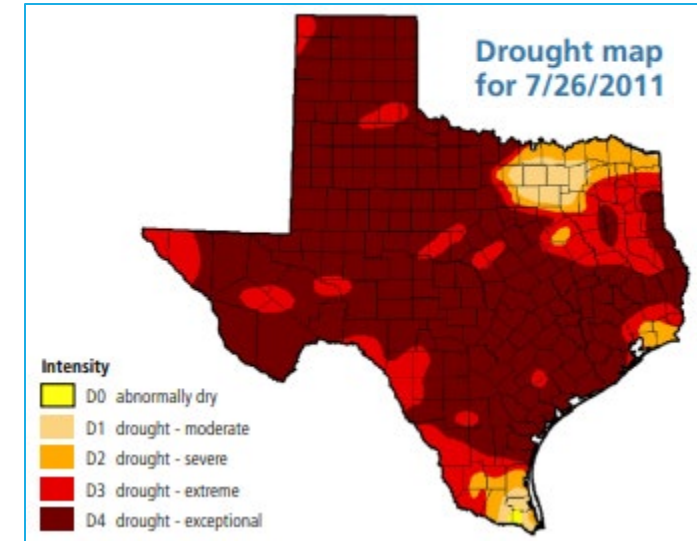 Drought map
for 7/26/2011
Intensity
D0 abnormally dry
D1 drought - moderate
D2 drought - severe
D3 drought - extreme
D4 drought - exceptional